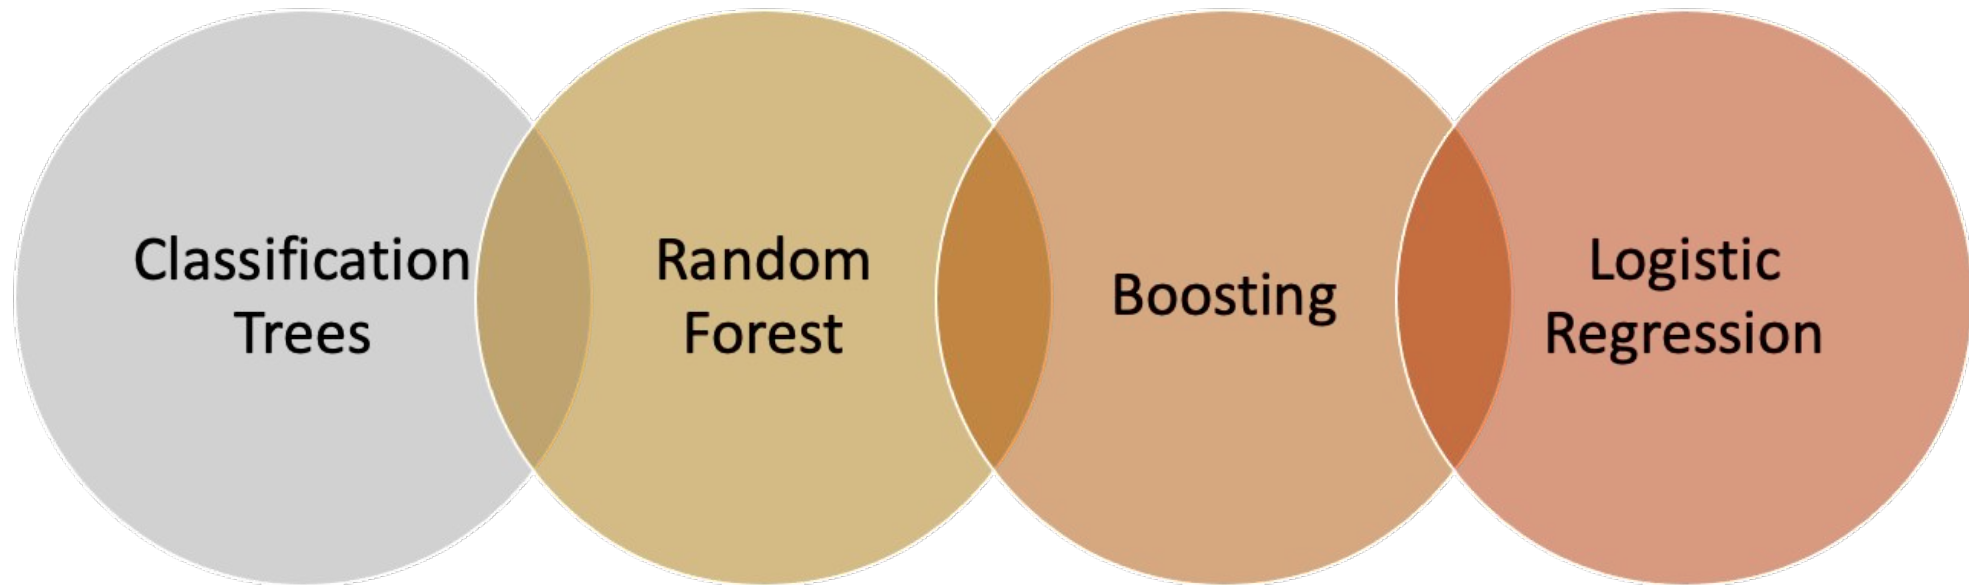 Classification
Trees
Random
Forest
Boosting
Logistic
Regression